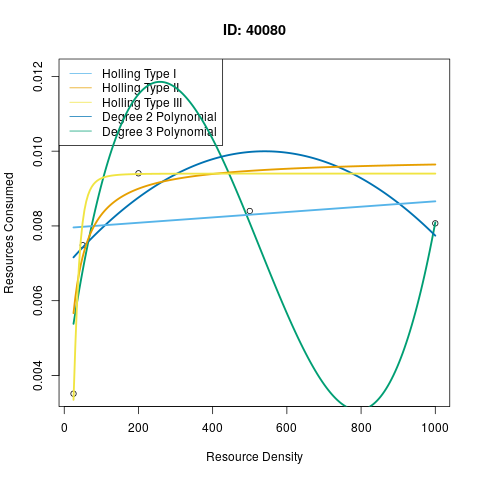 ID: 40080
Holling Type I
Holling Type II
Holling Type III
Degree 2 Polynomial
Degree 3 Polynomial
Resources Consumed
0.012
0.010
0.008
0.006
0.004
0 200 400 600 800 1000
Resource Density